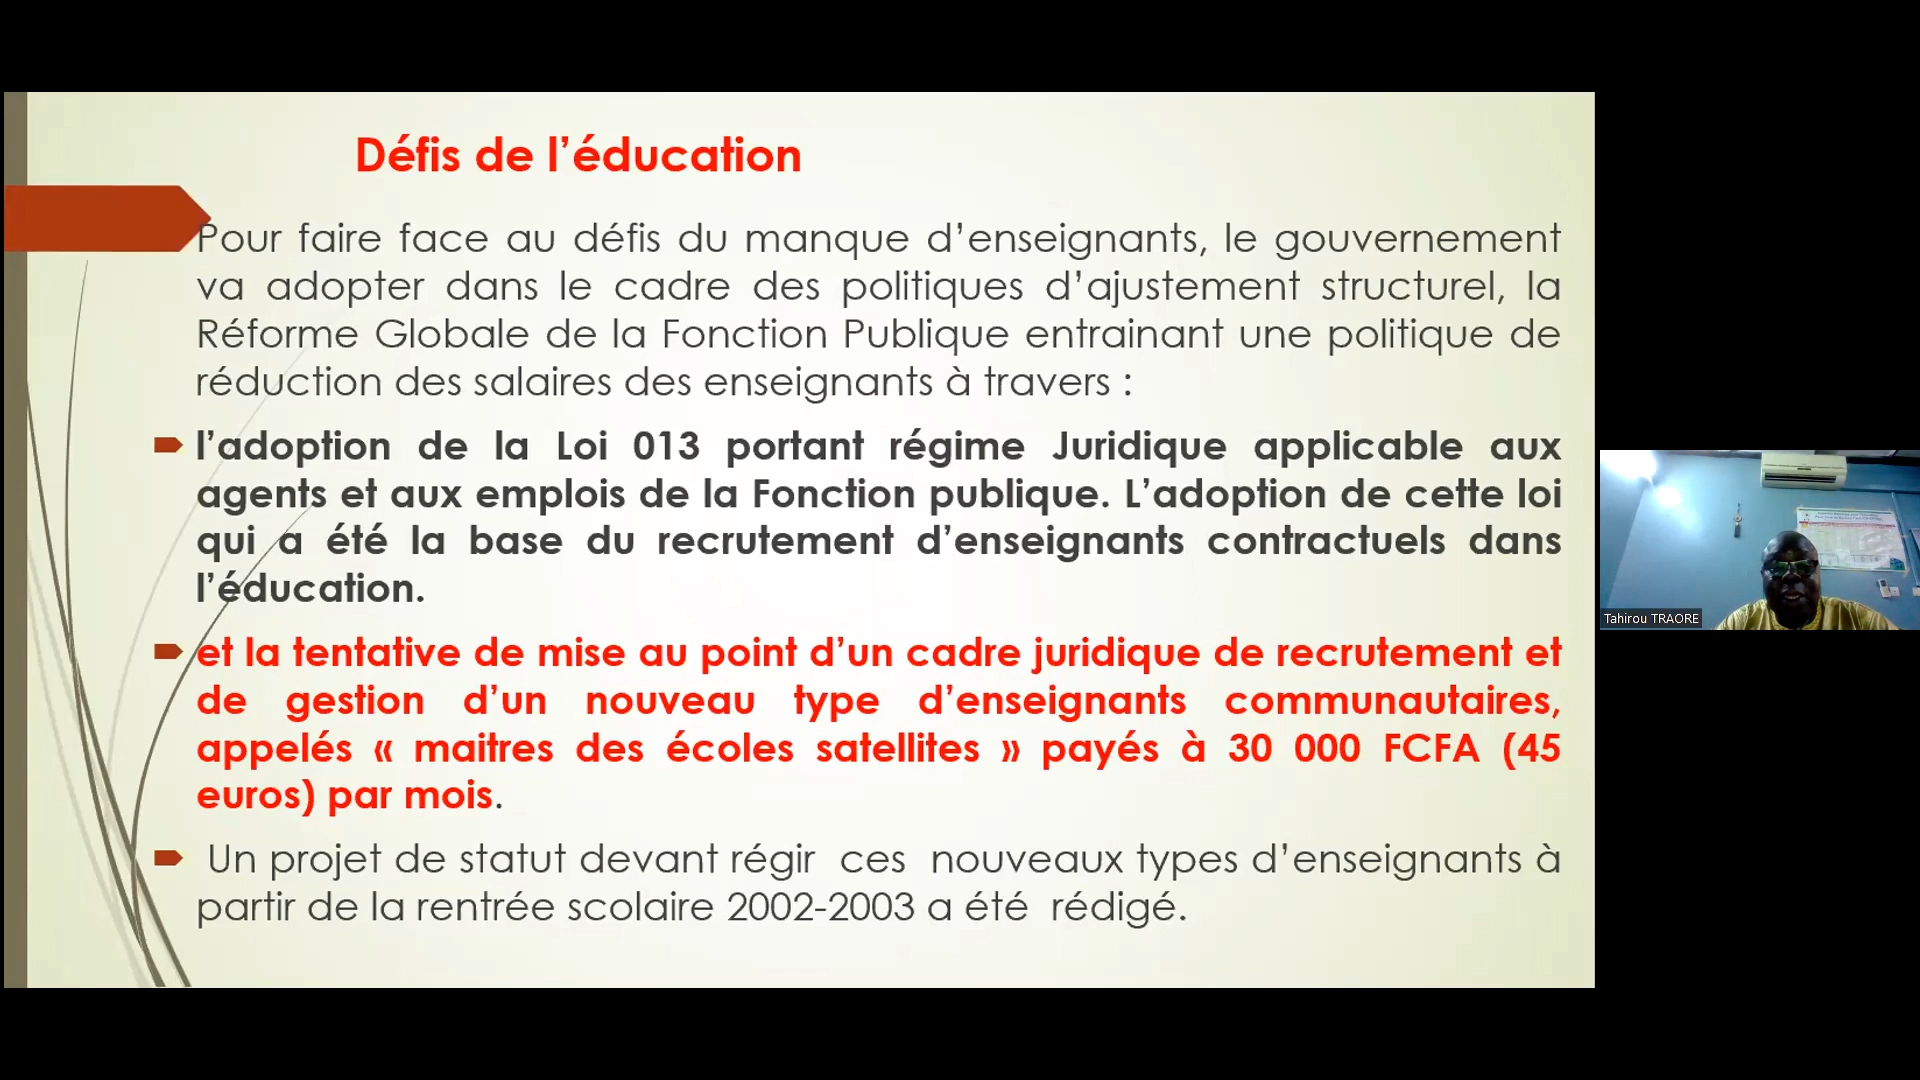 Défis de l’éducation
Pour faire face au défis du manque d’enseignants, le gouvernement
va adopter dans le cadre des politiques d’ajustement structurel, la
Réforme Globale de la Fonction Publique entrainant une politique de
réduction des salaires des enseignants à travers :
l’adoption de la Loi 013 portant régime Juridique applicable aux
agents et aux emplois de la Fonction publique. L’adoption de cette loi
qui a été la base du recrutement d’enseignants contractuels dans
l’éducation.
et la tentative de mise au point d’un cadre juridique de recrutement et
de gestion d’un nouveau type d’enseignants communautaires,
appelés « maitres des écoles satellites » payés à 30 000 FCFA (45
euros) par mois.
Un projet de statut devant régir  ces  nouveaux types d’enseignants à
partir de la rentrée scolaire 2002-2003 a été  rédigé.
Tahirou TRAORE